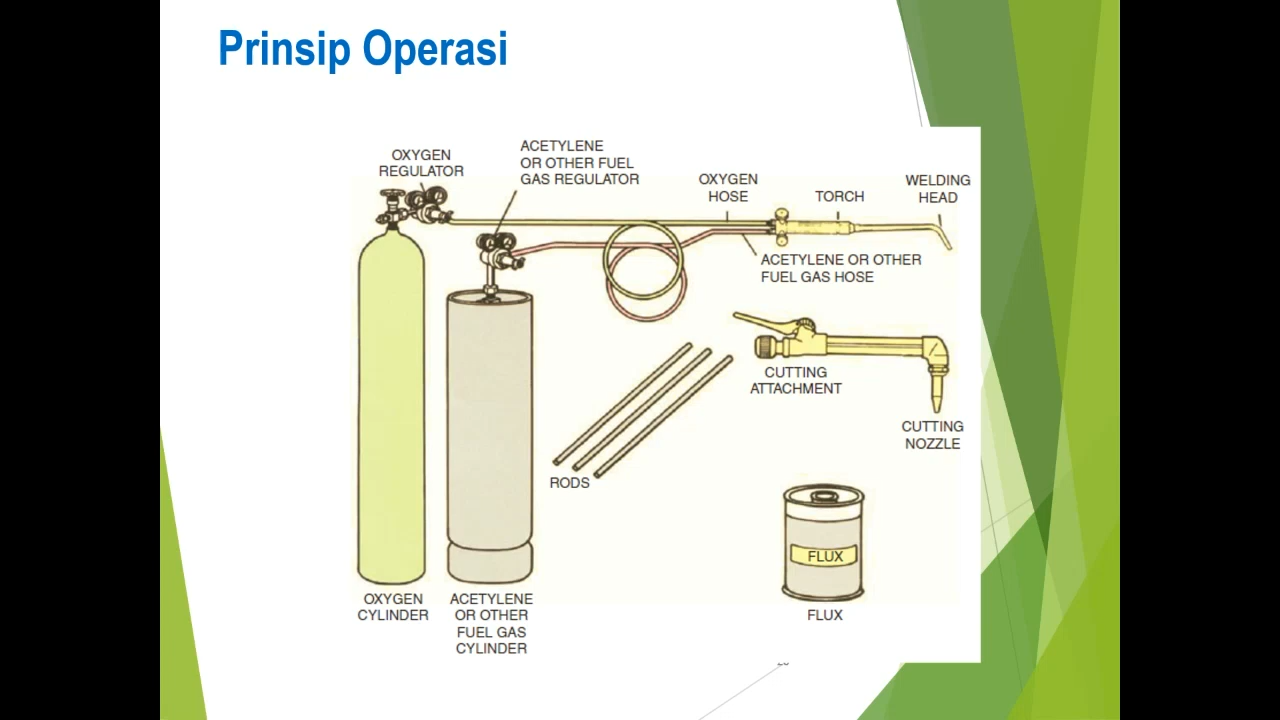 Prinsip Operasi
OXYGEN
REGULATOR
ACETYLENE
OR OTHER FUEL
GAS REGULATOR
OXYGEN
HOSE
TORCH
WELDING
HEAD
ACETYLENE OR OTHER
FUEL GAS HOSE
CUTTING
ATTACHMENT
CUTTING
NOZZLE
RODS
FLUX
OXYGEN
CYLINDER
ACETYLENE
OR OTHER
FUEL GAS
CYLINDER
FLUX